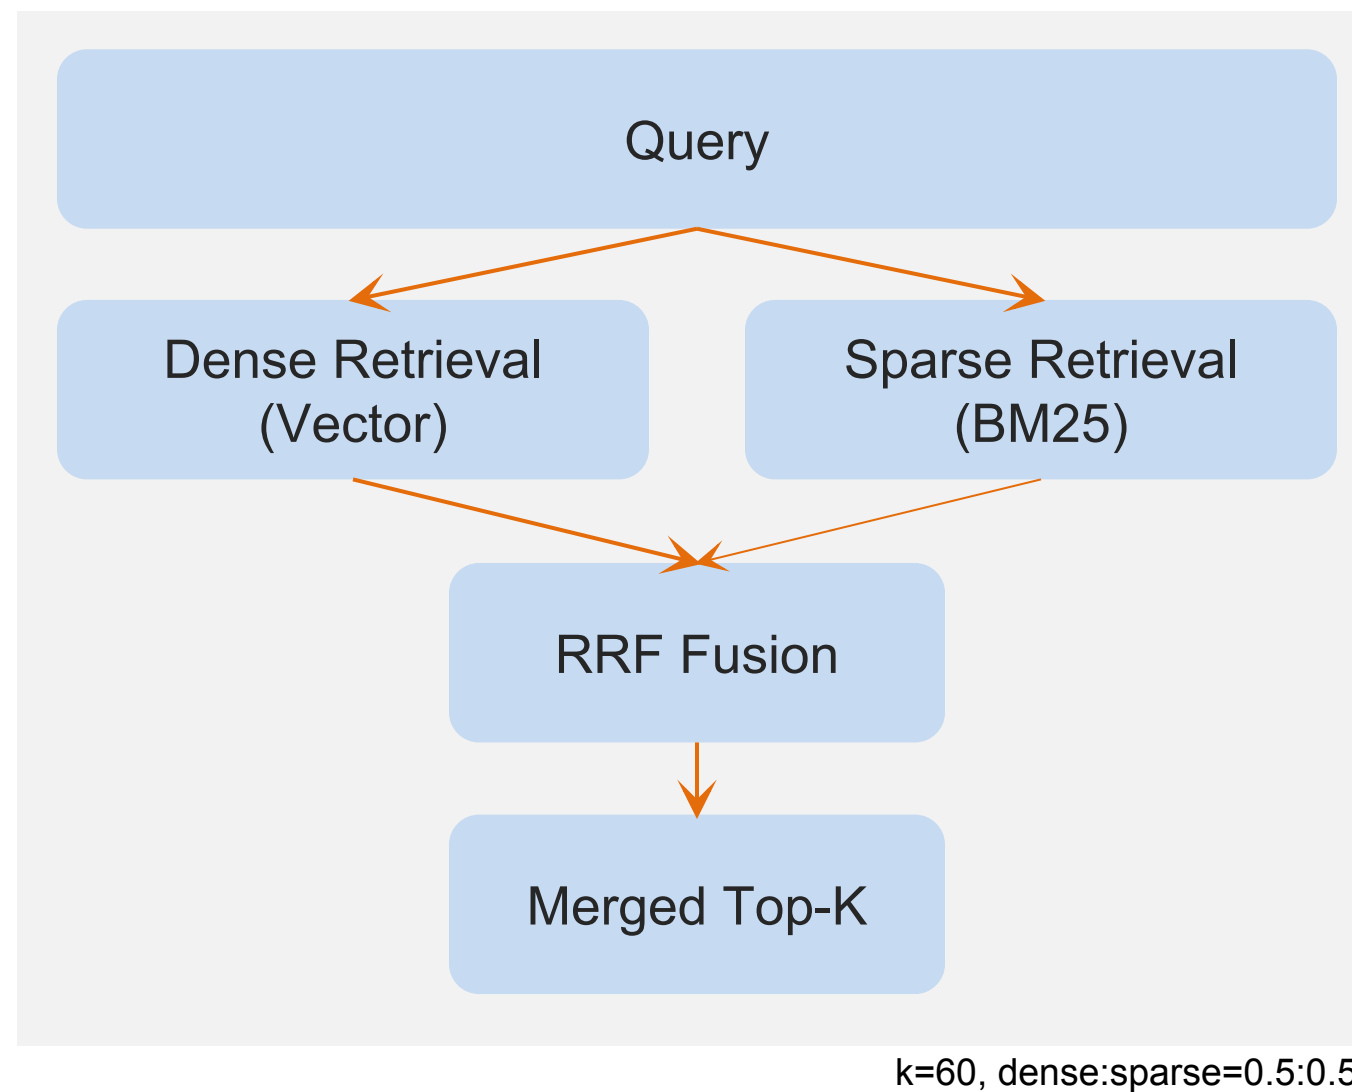 Query
Dense Retrieval
(Vector)
Sparse Retrieval
(BM25)
RRF Fusion
Merged Top-K
k=60, dense:sparse=0.5:0.5